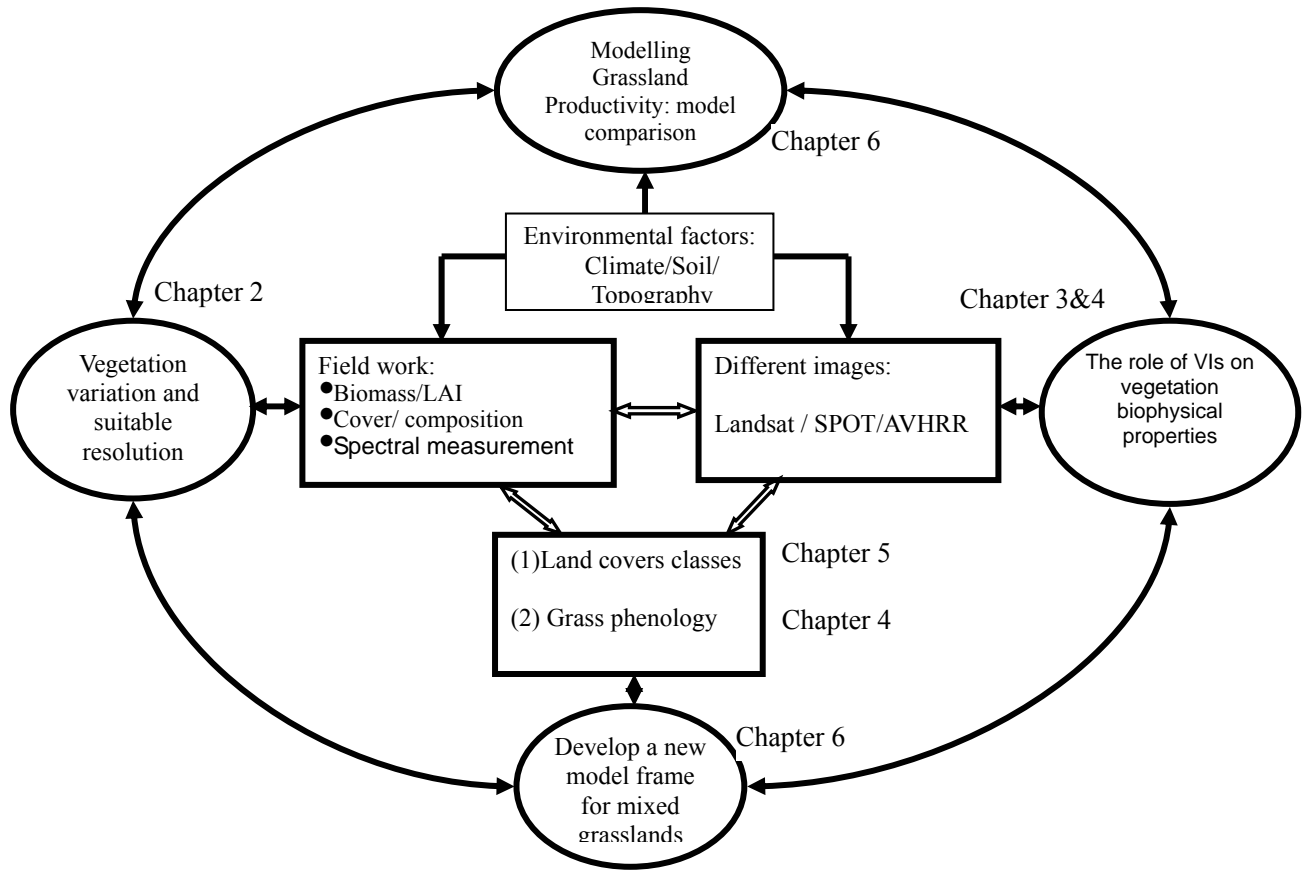 Modelling
Grassland
Productivity: model
comparison
Chapter 6
Environmental factors:
Climate/Soil/
Topography
Chapter 2
Chapter 3&4
Vegetation
variation and
suitable
resolution
Field work:
●Biomass/LAI
●Cover/ composition
●Spectral measurement
Different images:
Landsat / SPOT/AVHRR
The role of VIs on
vegetation
biophysical
properties
(1)Land covers classes
Chapter 5
(2) Grass phenology
Chapter 4
Develop a new
model frame
for mixed
grasslands
Chapter 6